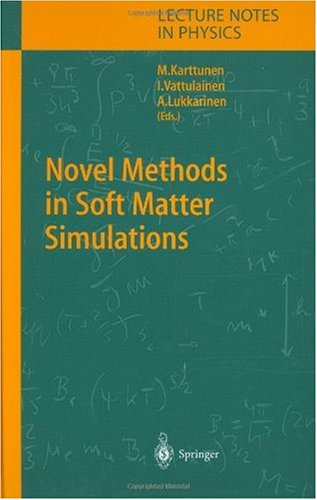 LECTURE NOTES
IN PHYSICS
M.Karttunen
I.Vattulainen
A.Lukkarinen
(Eds.)
Novel Methods
in Soft Matter
Simulations
Springer